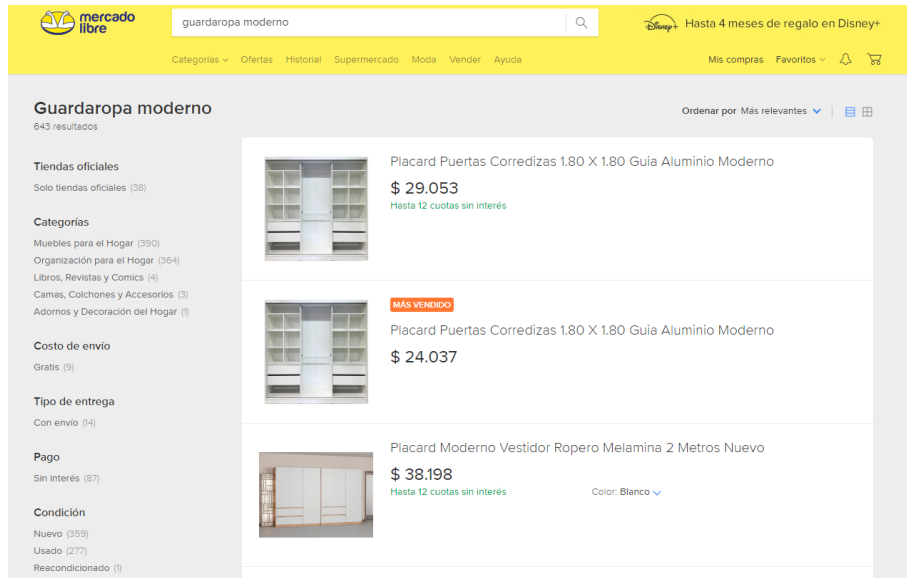 mercado
libre
guardaropa moderno
Disney+ Hasta 4 meses de regalo en Disney+
Categorías Ofertas Historial Supermercado Moda Vender Ayuda
Mis compras Favoritos
Guardaropa moderno
643 resultados
Ordenar por Más relevantes
Tiendas oficiales
Solo tiendas oficiales (38)
Categorías
Muebles para el Hogar (390)
Organización para el Hogar (364)
Libros, Revistas y Comics (4)
Camas, Colchones y Accesorios (3)
Adornos y Decoración del Hogar (1)
Costo de envío
Gratis (9)
Tipo de entrega
Con envío (14)
Pago
Sin interés (87)
Condición
Nuevo (359)
Usado (277)
Reacondicionado (1)
Placard Puertas Corredizas 1.80 X 1.80 Guia Aluminio Moderno
$ 29.053
Hasta 12 cuotas sin interés
MÁS VENDIDO
Placard Puertas Corredizas 1.80 X 1.80 Guia Aluminio Moderno
$ 24.037
Placard Moderno Vestidor Ropero Melamina 2 Metros Nuevo
$ 38.198
Hasta 12 cuotas sin interés Color: Blanco